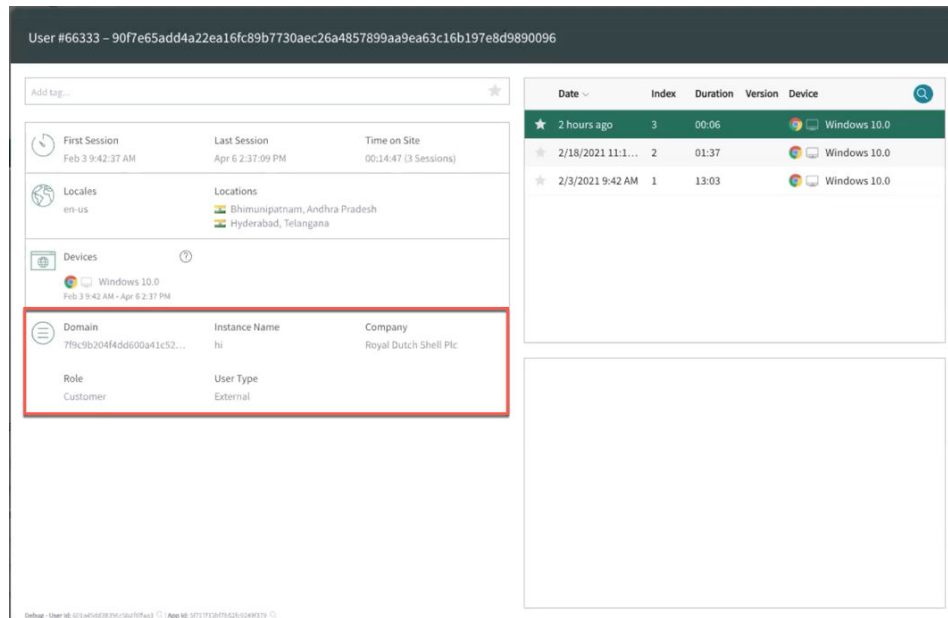 User #66333 – 90f7e65add4a22ea16fc89b7730aec26a4857899aa9ea63c16b197e8d9890096
Add tag...
First Session Last Session Time on Site
Feb 3 9:42:37 AM Apr 6 2:37:09 PM 00:14:47 (3 Sessions)
Locales Locations
en-us Bhimunipatnam, Andhra Pradesh
Hyderabad, Telangana
Devices
Windows 10.0
Feb 3 9:42 AM - Apr 6 2:37 PM
Domain Instance Name Company
7f9c9b204f4dd600a41c52... hi Royal Dutch Shell Plc
Role User Type
Customer External
Date Index Duration Version Device
2 hours ago 3 00:06 Windows 10.0
2/18/2021 11:1... 2 01:37 Windows 10.0
2/3/2021 9:42 AM 1 13:03 Windows 10.0
Debug - User Id: App Id: